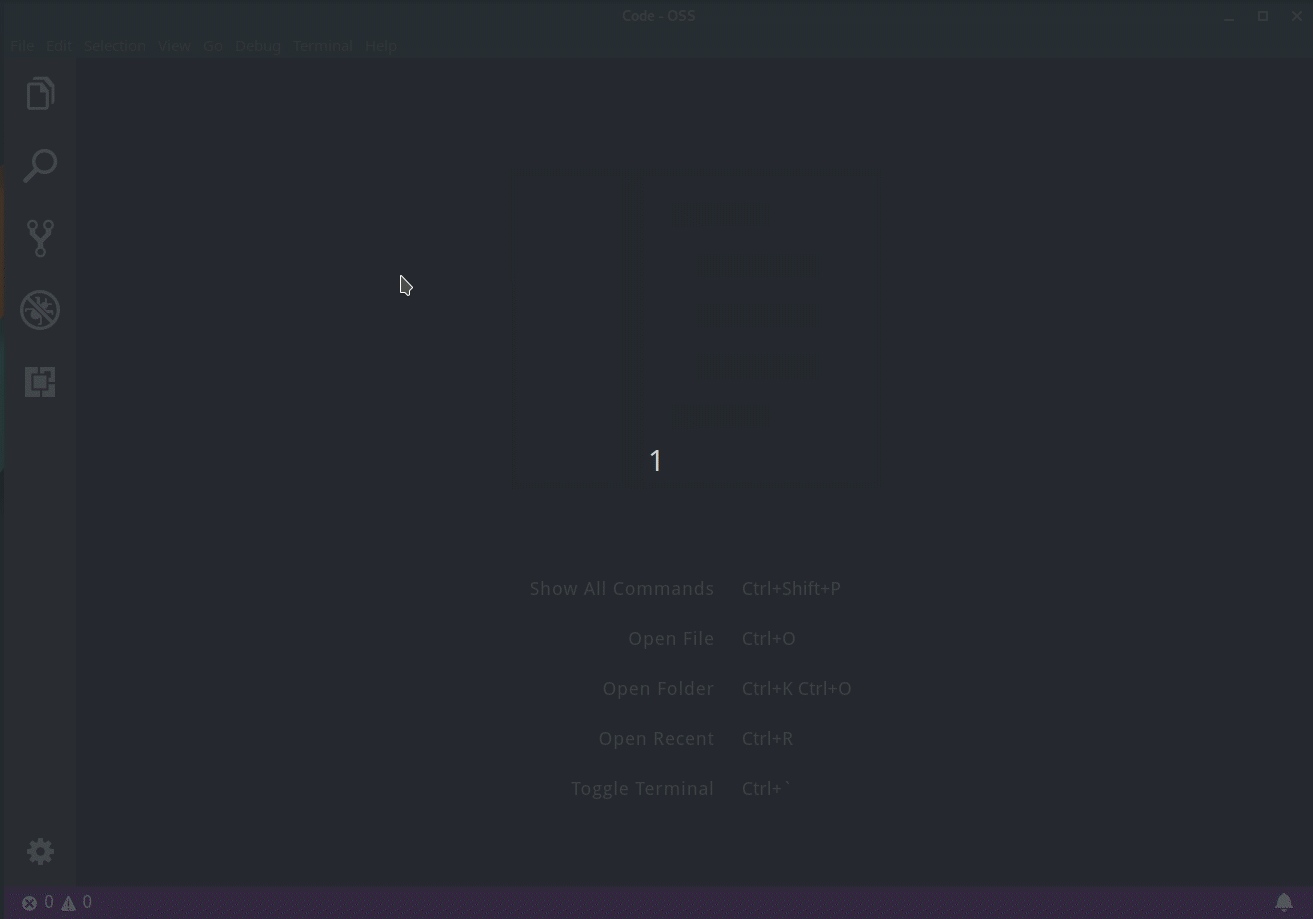 Code - OSS
File Edit Selection View Go Debug Terminal Help
1
Show All Commands Ctrl+Shift+P
Open File Ctrl+O
Open Folder Ctrl+K Ctrl+O
Open Recent Ctrl+R
Toggle Terminal Ctrl+`
0 0